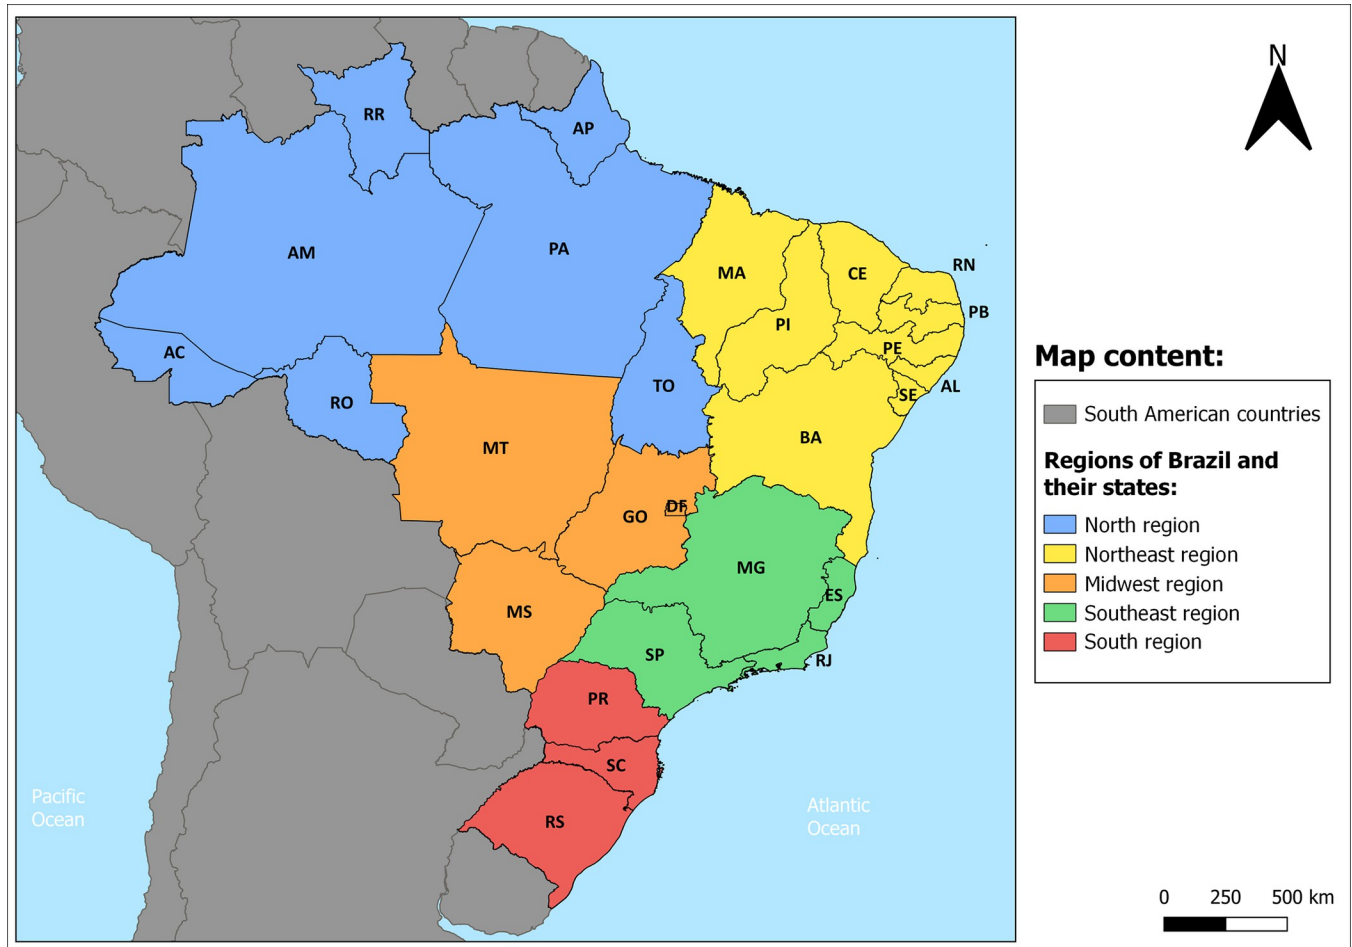 N
RR
AP
AM
PA
MA
CE
RN
PI
PB
PE
AC
TO
AL
SE
RO
BA
MT
GO
DF
MG
ES
MS
SP
RJ
PR
SC
RS
Pacific
Ocean
Atlantic
Ocean
Map content:
South American countries
Regions of Brazil and
their states:
North region
Northeast region
Midwest region
Southeast region
South region
0 250 500 km